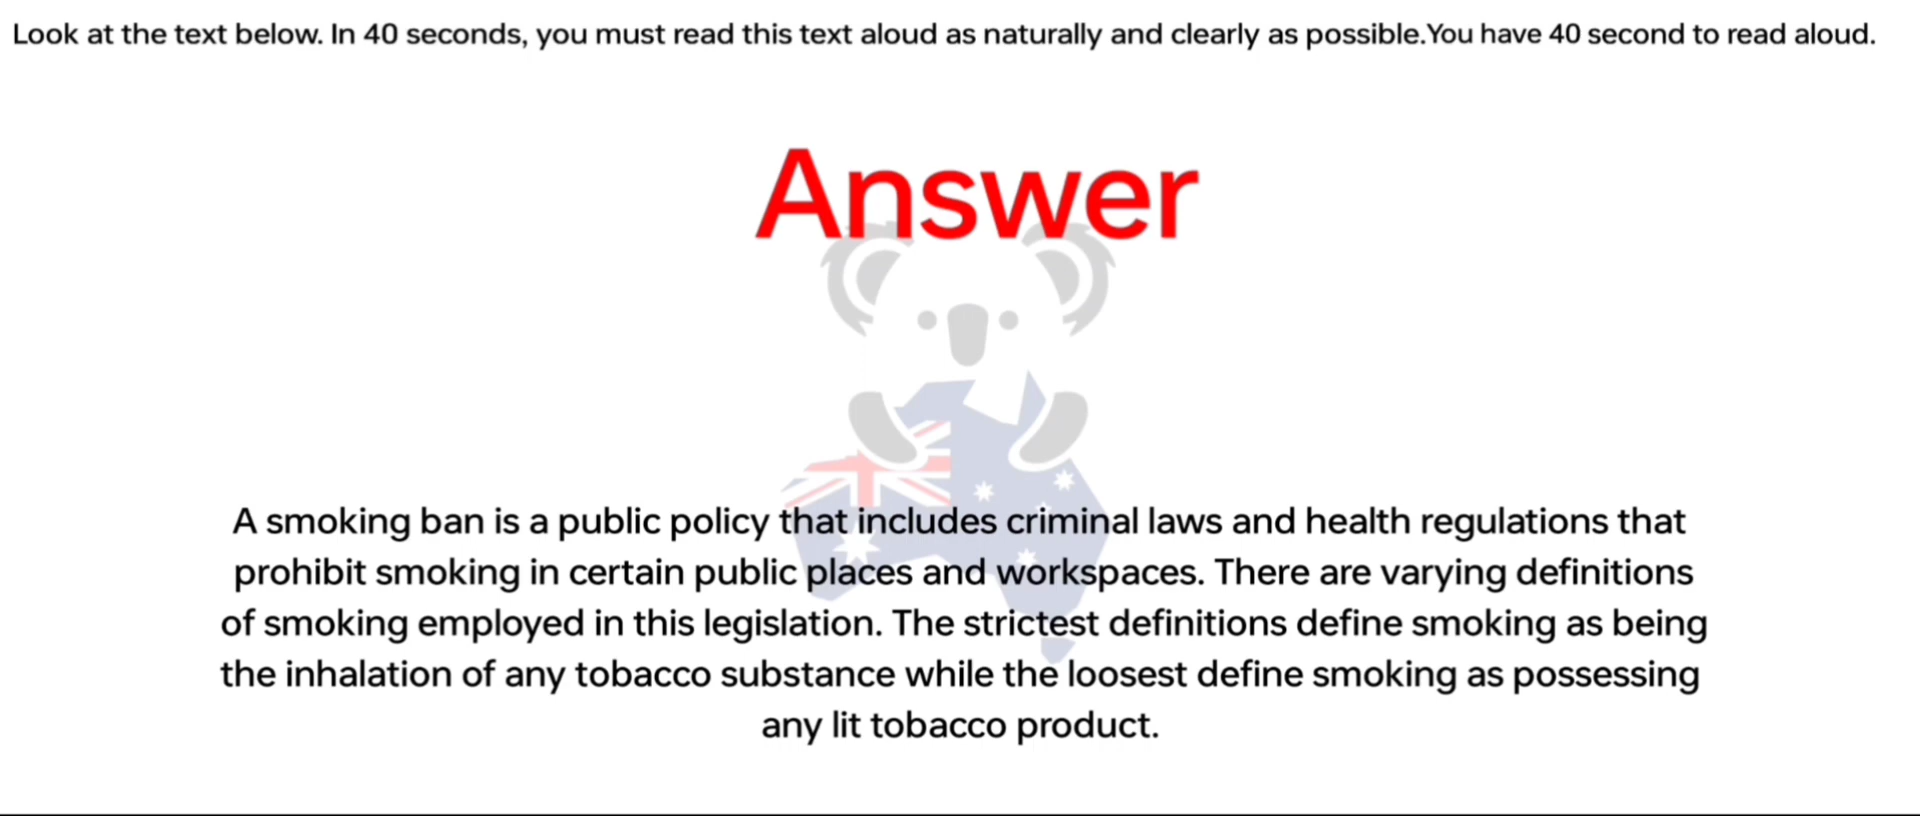 Look at the text below. In 40 seconds, you must read this text aloud as naturally and clearly as possible.You have 40 second to read aloud.
Answer
A smoking ban is a public policy that includes criminal laws and health regulations that
prohibit smoking in certain public places and workspaces. There are varying definitions
of smoking employed in this legislation. The strictest definitions define smoking as being
the inhalation of any tobacco substance while the loosest define smoking as possessing
any lit tobacco product.